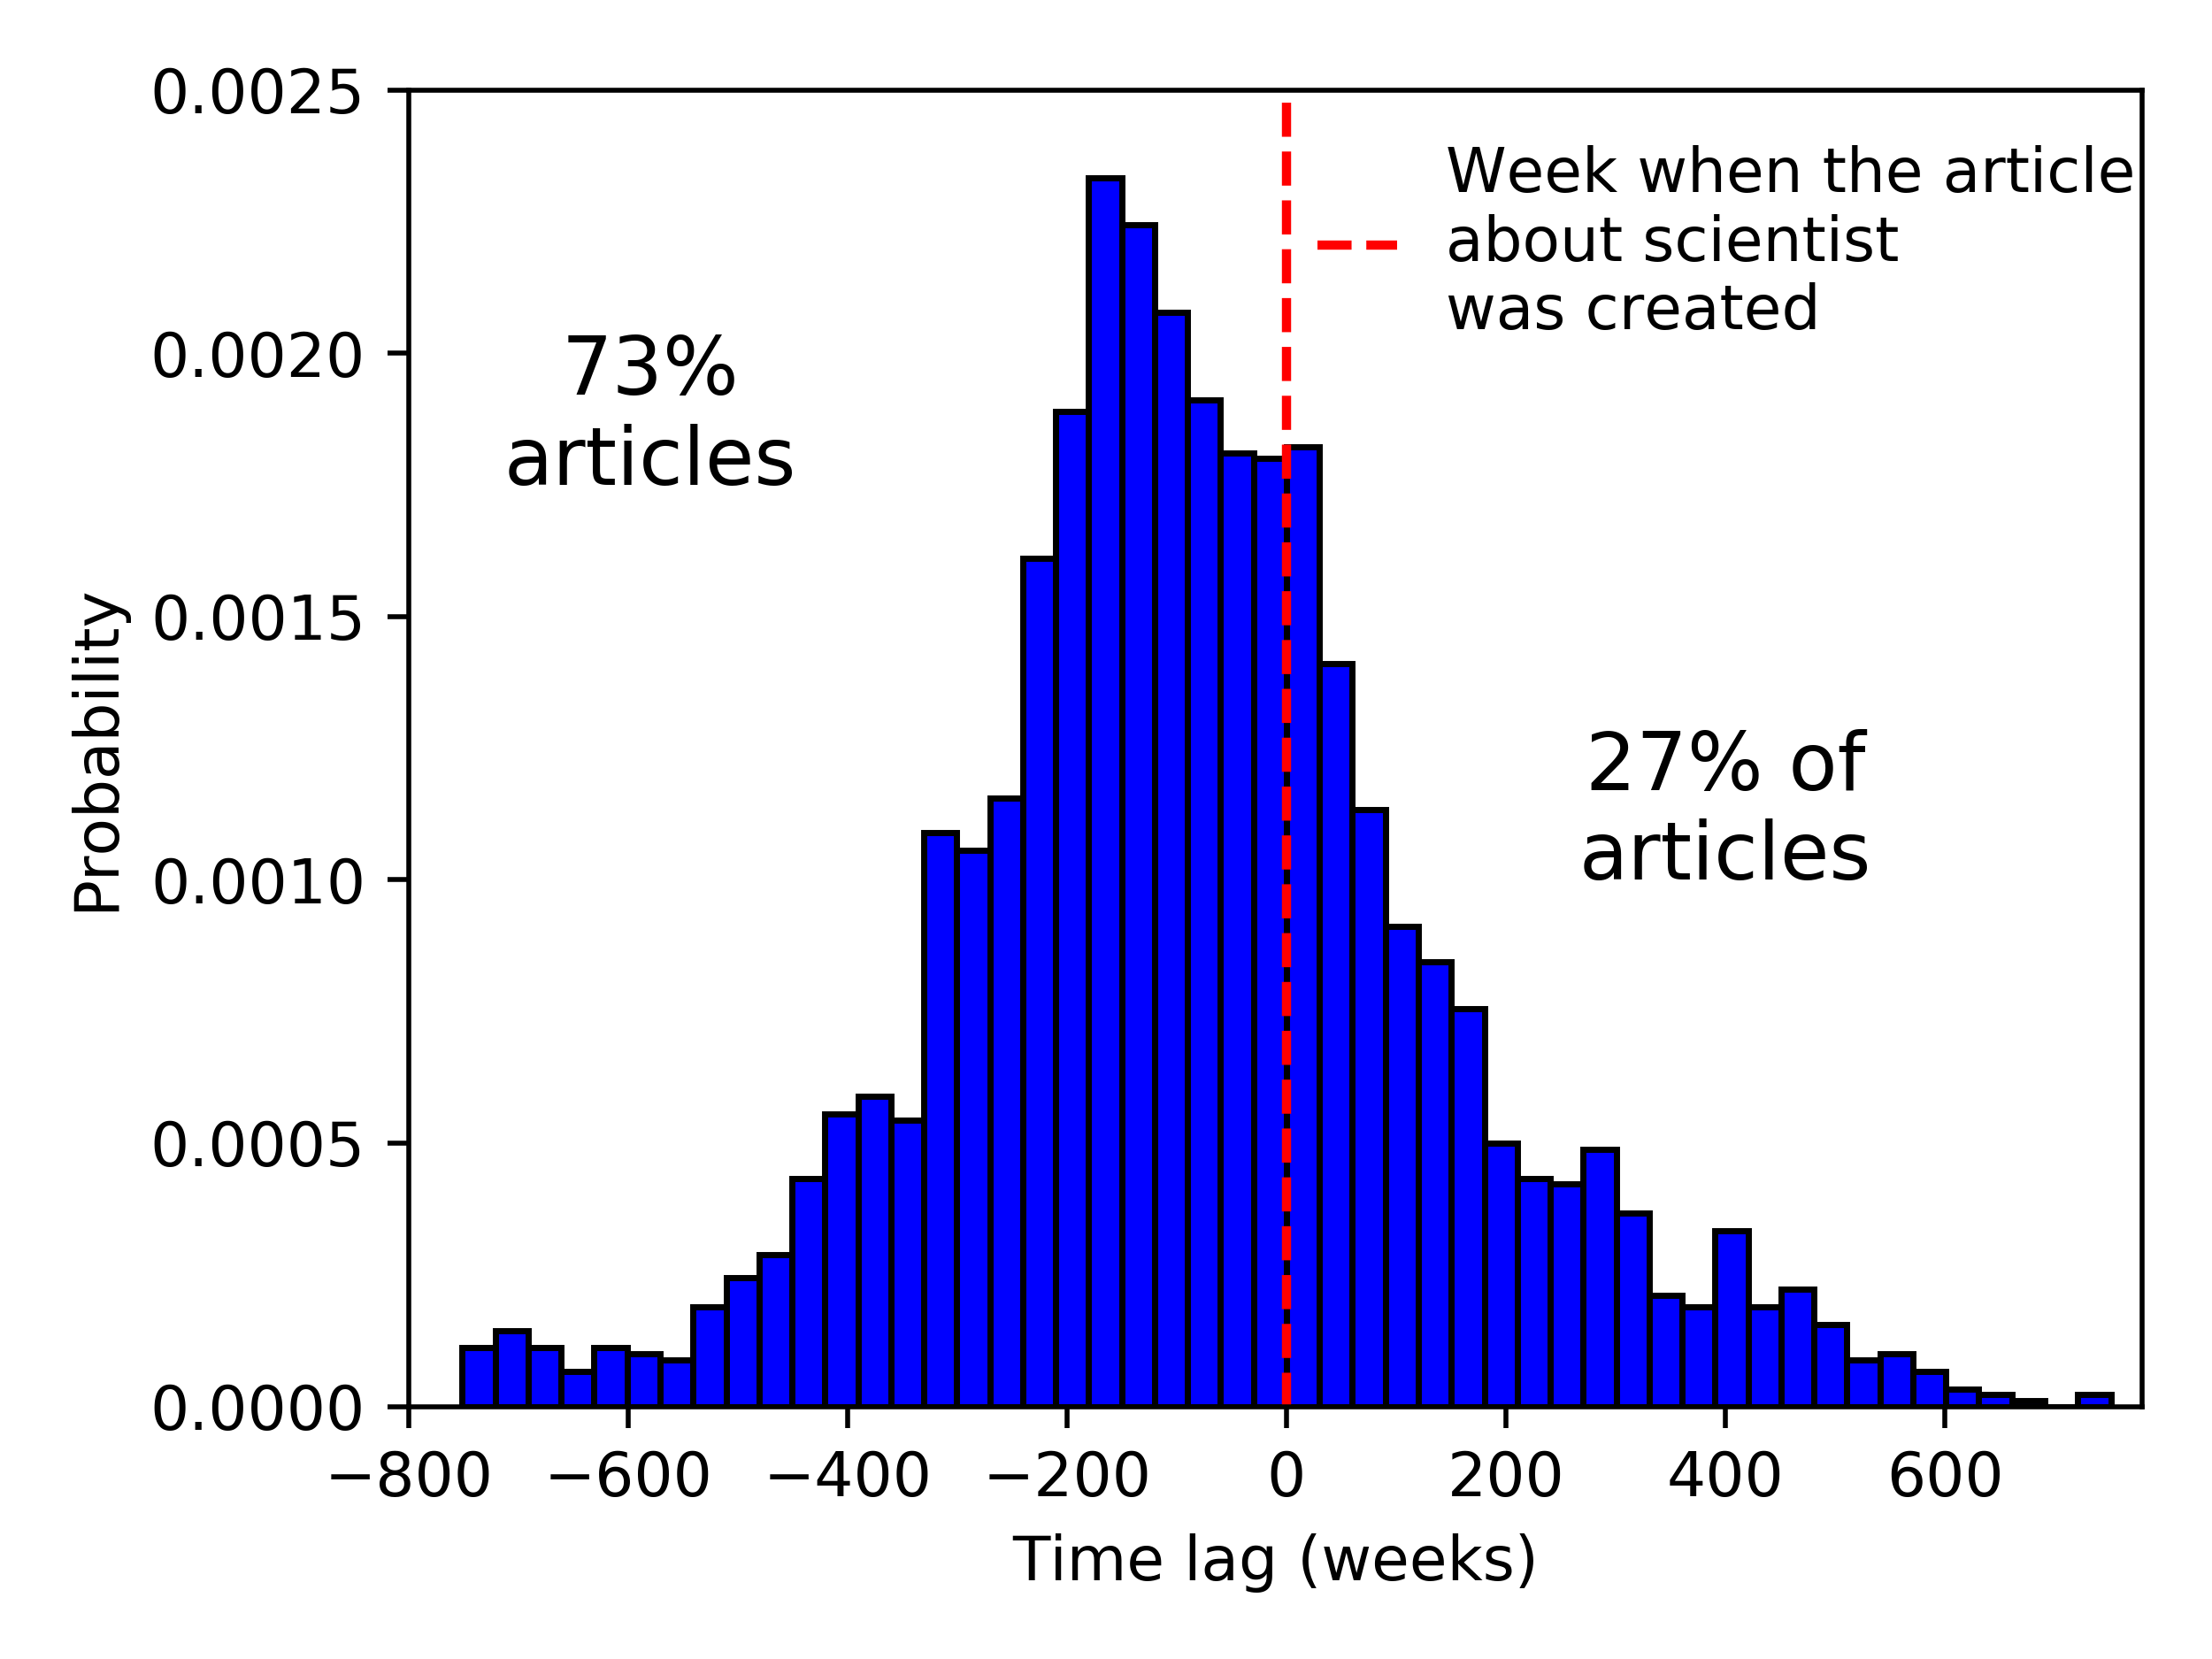 0.0025
0.0020
0.0015
0.0010
0.0005
0.0000
Probability
73%
articles
Week when the article
about scientist
was created
27% of
articles
−800 −600 −400 −200 0 200 400 600
Time lag (weeks)